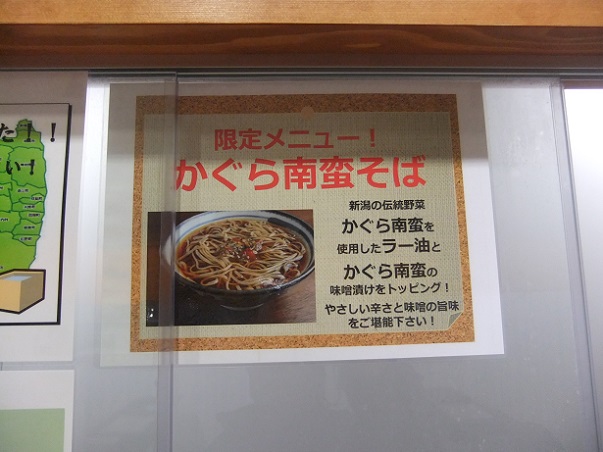 た！！
い！
限定メニュー！
かぐら南蛮そば
新潟の伝統野菜
かぐら南蛮を
使用したラー油と
かぐら南蛮の
味噌漬けをトッピング！
やさしい辛さと味噌の旨味
をご堪能下さい！